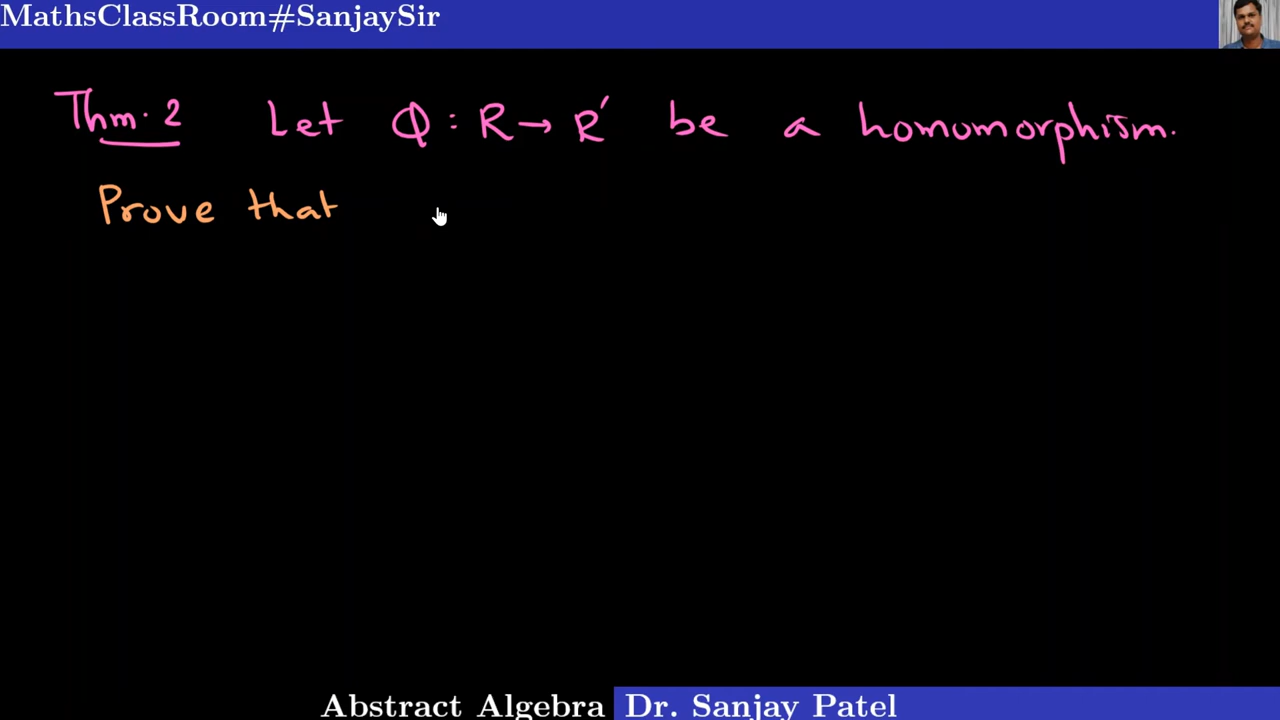 MathsClassRoom#SanjaySir
Thm. 2 Let Φ : R → R' be a homomorphism.
Prove that
Abstract Algebra Dr. Sanjay Patel